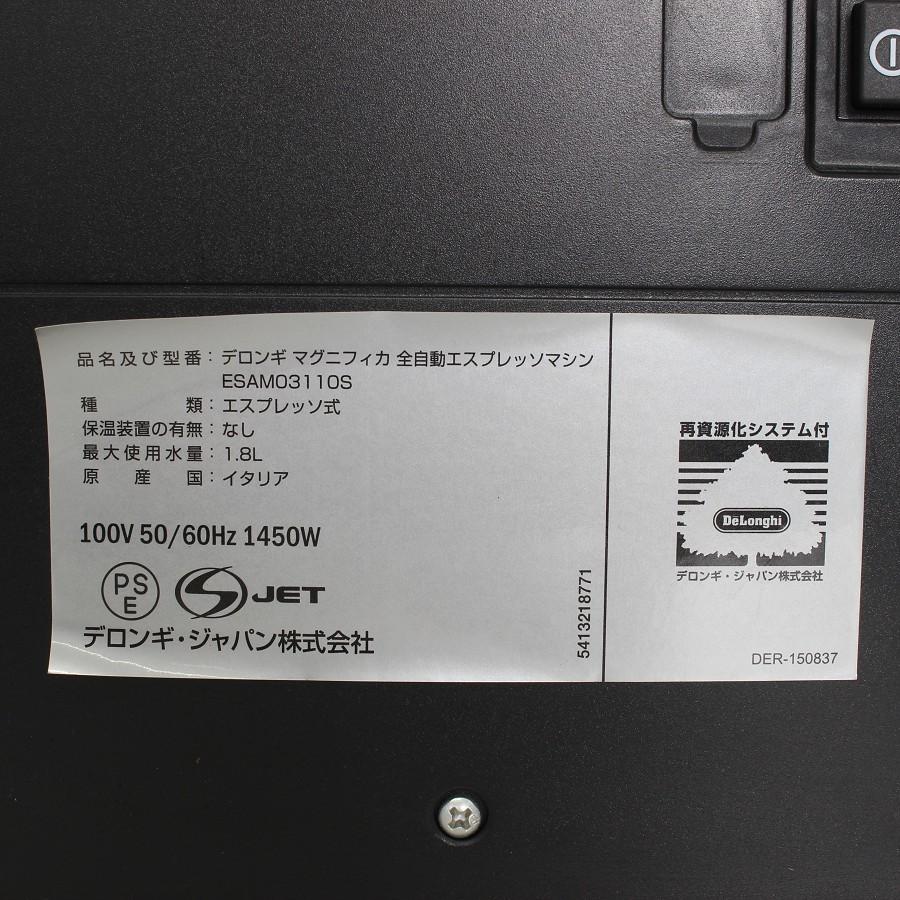 品名及び型番：デロンギ マグニフィカ 全自動エスプレッソマシン
ESAM03110S
種類：エスプレッソ式
保温装置の有無：なし
最大使用水量：1.8L
原産国：イタリア
100V 50/60Hz 1450W
PS
E
S JET
デロンギ・ジャパン株式会社
5413218771
再資源化システム付
DeLonghi
デロンギ・ジャパン株式会社
DER-150837